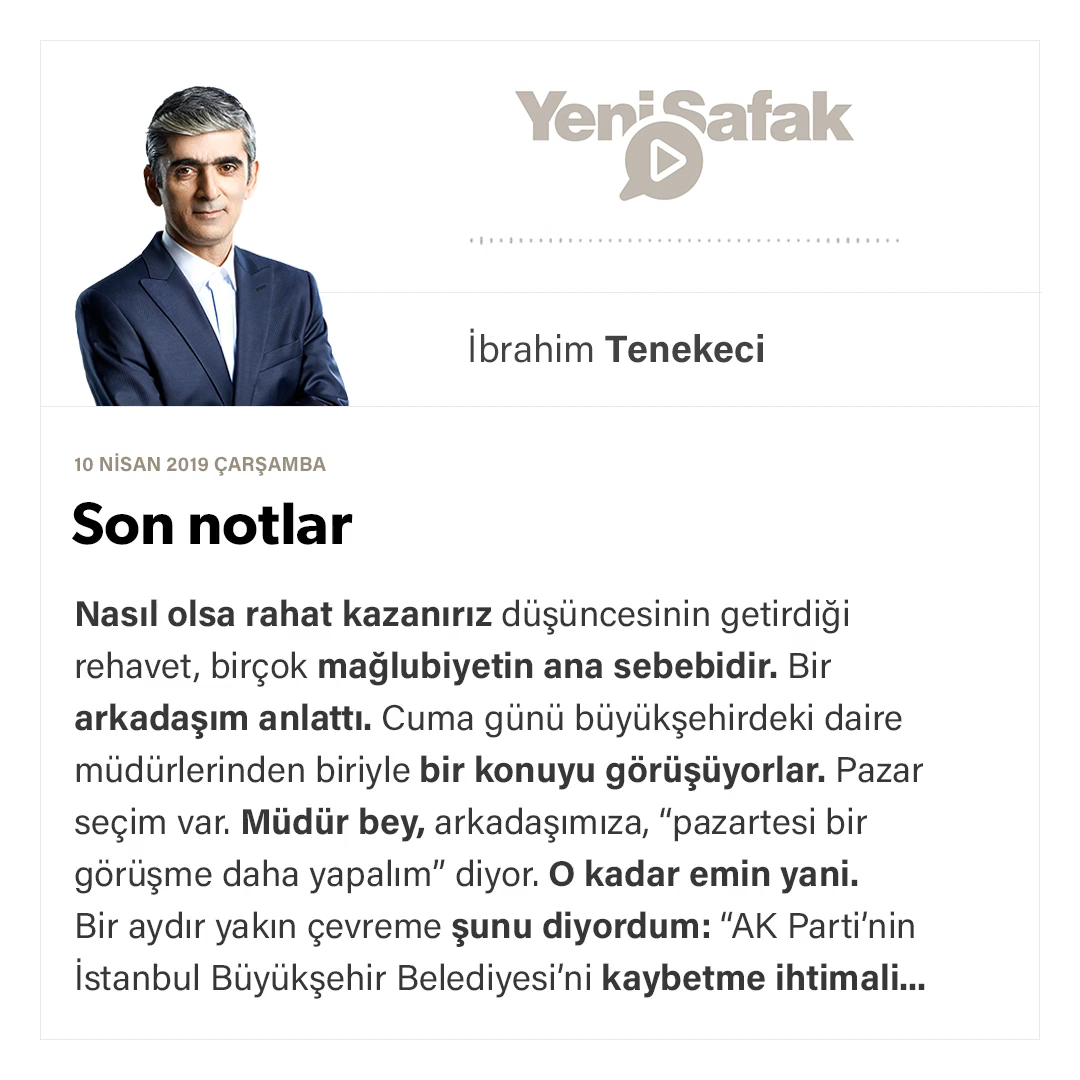 YeniSafak
İbrahim Tenekeci
10 NİSAN 2019 ÇARŞAMBA
Son notlar
Nasıl olsa rahat kazanırız düşüncesinin getirdiği
rehavet, birçok mağlubiyetin ana sebebidir. Bir
arkadaşım anlattı. Cuma günü büyükşehirdeki daire
müdürlerinden biriyle bir konuyu görüşüyorlar. Pazar
seçim var. Müdür bey, arkadaşımıza, “pazartesi bir
görüşme daha yapalım” diyor. O kadar emin yani.
Bir aydır yakın çevreme şunu diyordum: “AK Parti’nin
İstanbul Büyükşehir Belediyesi’ni kaybetme ihtimali...